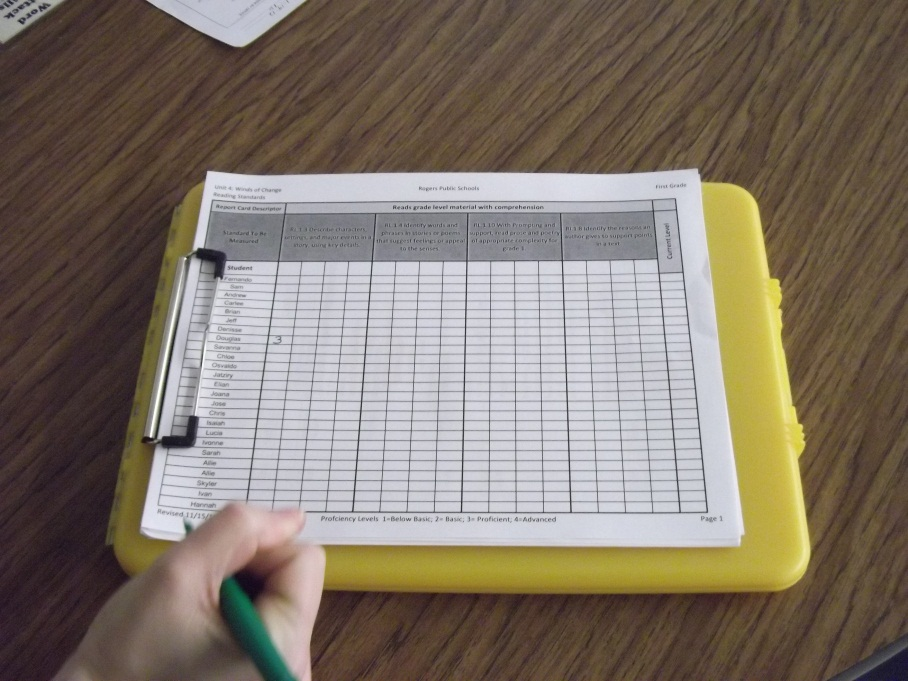 Word
Attack
Unit 4: Winds of Change
Rogers Public Schools
First Grade
Reading Standards
Report Card Descriptor
Reads grade level material with comprehension
Standard To Be
Measured
RL.1.3 Describe characters,
settings, and major events in a
story, using key details.
RL.1.4 Identify words and
phrases in stories or poems
that suggest feelings or appeal
to the senses.
RL.1.10 With Prompting and
support, read prose and poetry
of appropriate complexity for
grade 1.
RI.1.8 Identify the reasons an
author gives to support points
in a text.
Current Level
Student
Fernando
Sam
Andrew
Carlee
Brian
Jeff
Denisse
Douglas 3
Savanna
Chloe
Osvaldo
Jatziry
Elian
Joana
Jose
Chris
Isaiah
Lucia
Ivonne
Sarah
Allie
Allie
Skyler
Ivan
Hannah
Revised 11/15/
Profciency Levels 1=Below Basic; 2= Basic; 3= Proficient; 4=Advanced
Page 1